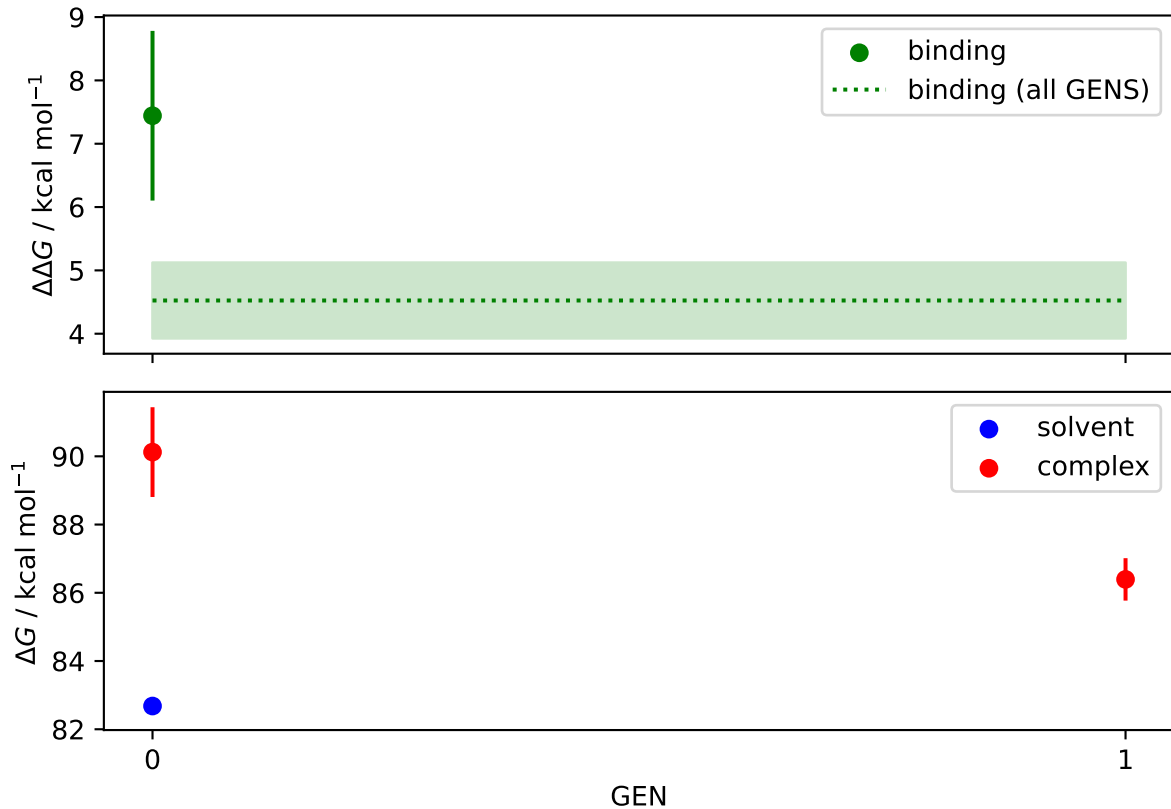 9
8
7
6
5
4
ΔΔG / kcal mol⁻¹
binding
binding (all GENS)
90
88
86
84
82
ΔG / kcal mol⁻¹
solvent
complex
0
1
GEN